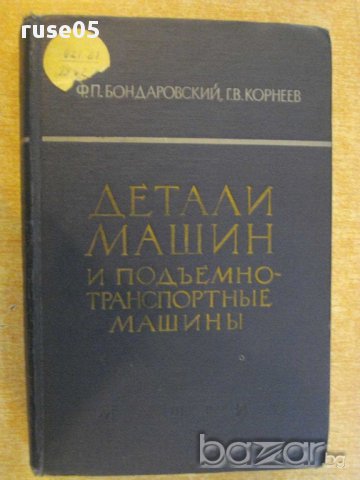 ruse05
Ф.П.БОНДАРОВСКИЙ, Г.В.КОРНЕЕВ
ДЕТАЛИ
МАШИН
И ПОДЪЕМНО-
ТРАНСПОРТНЫЕ
МАШИНЫ
bazar.bg